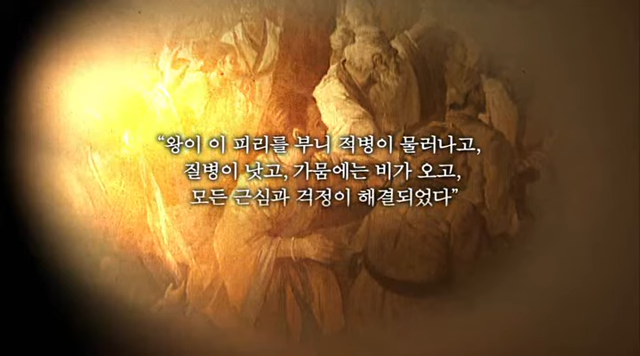 “왕이 이 피리를 부니 적병이 물러나고,
질병이 낫고, 가뭄에는 비가 오고,
모든 근심과 걱정이 해결되었다”